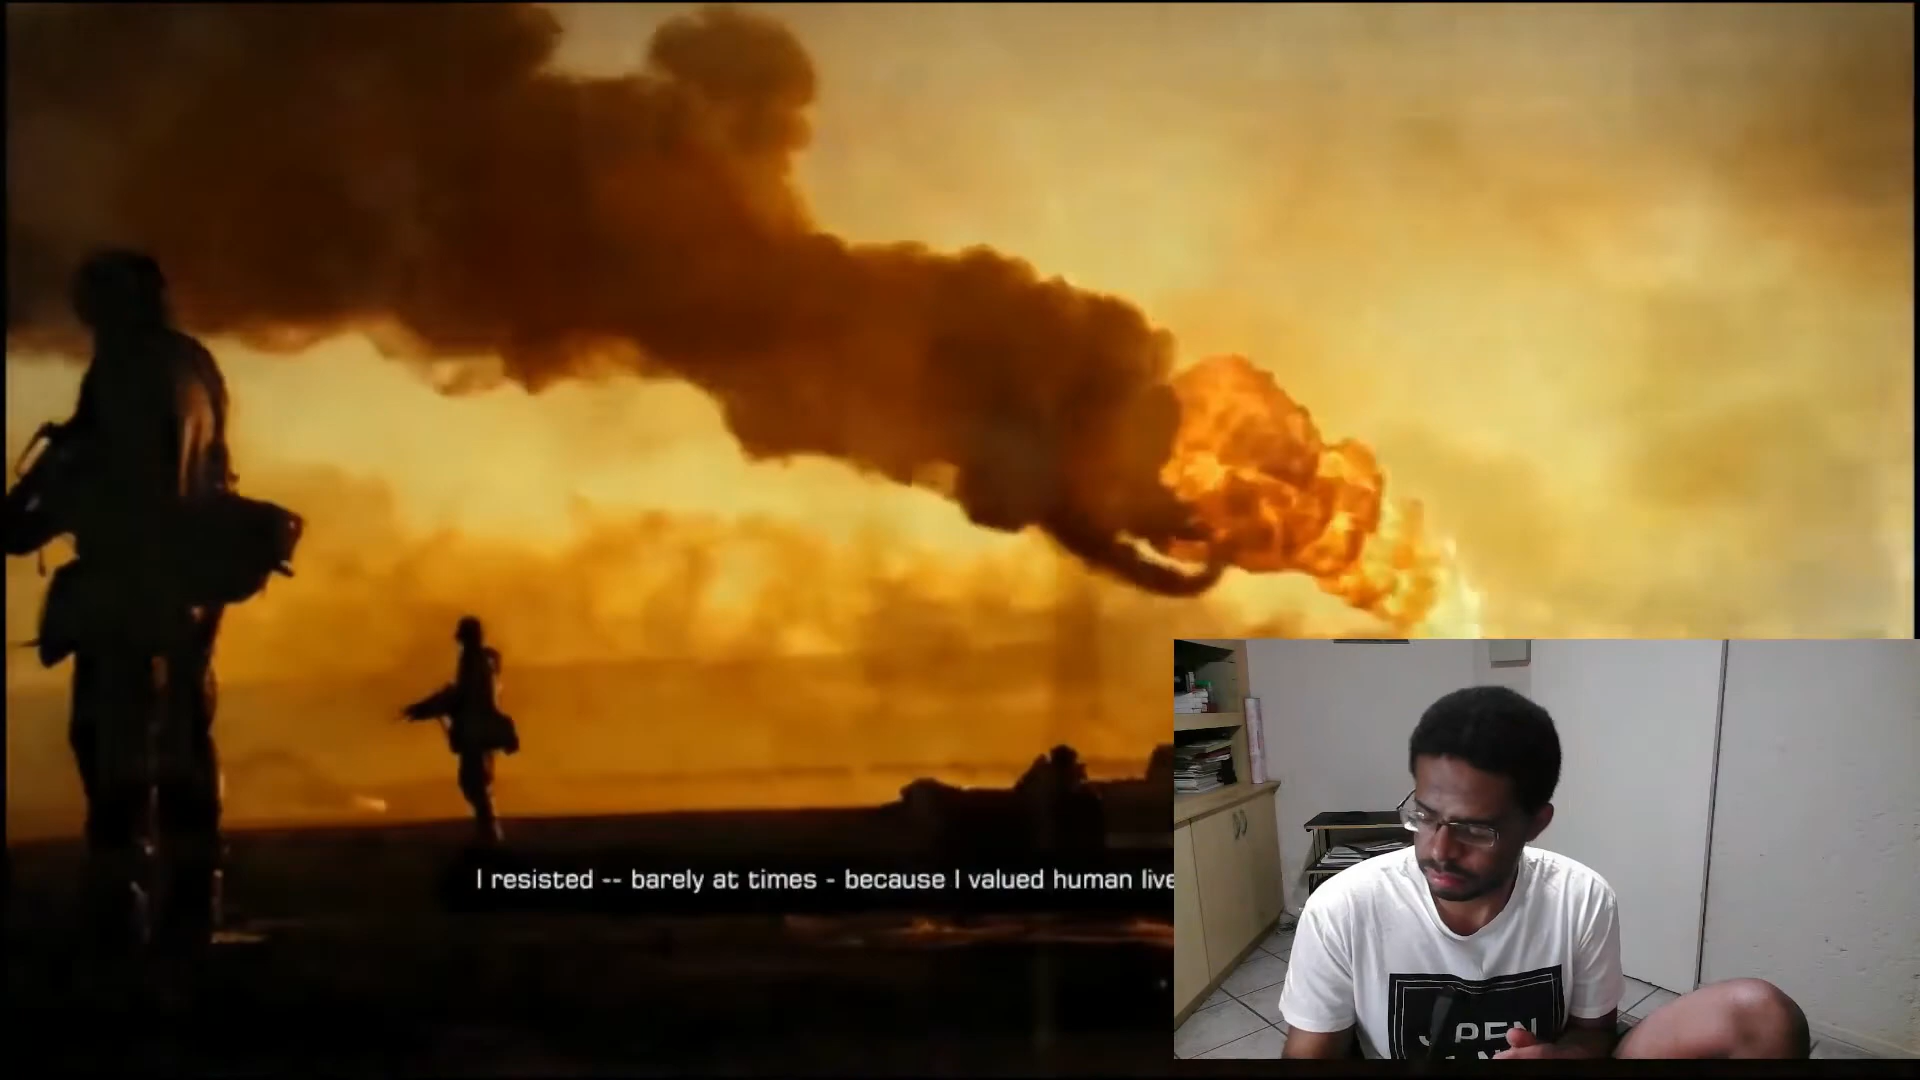 I resisted -- barely at times - because I valued human live